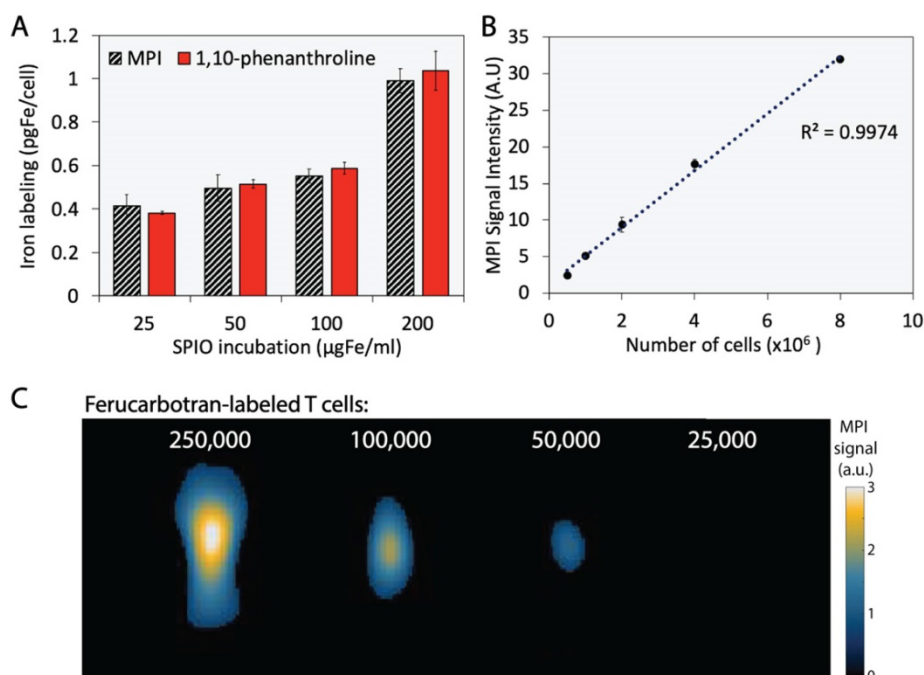 A
MPI 1,10-phenanthroline
Iron labeling (pgFe/cell)
1.2
1
0.8
0.6
0.4
0.2
0
25 50 100 200
SPIO incubation (µgFe/ml)
B
MPI Signal Intensity (A.U)
35
30
25
20
15
10
5
0
R² = 0.9974
0 2 4 6 8 10
Number of cells (x10⁶ )
C
Ferucarbotran-labeled T cells:
250,000 100,000 50,000 25,000
MPI
signal
(a.u.)
3
2
1
0